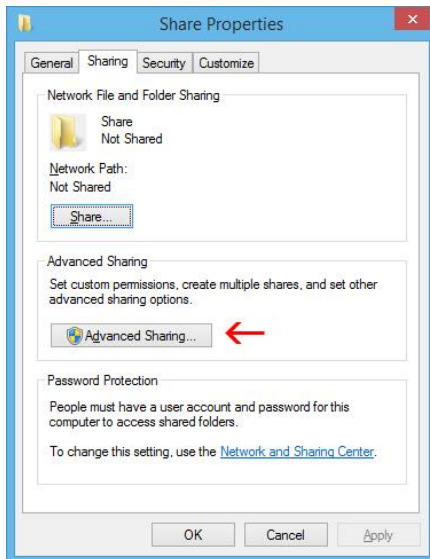 Share Properties
General Sharing Security Customize
Network File and Folder Sharing
Share
Not Shared
Network Path:
Not Shared
Share...
Advanced Sharing
Set custom permissions, create multiple shares, and set other
advanced sharing options.
Advanced Sharing...
Password Protection
People must have a user account and password for this
computer to access shared folders.
To change this setting, use the Network and Sharing Center.
OK Cancel Apply